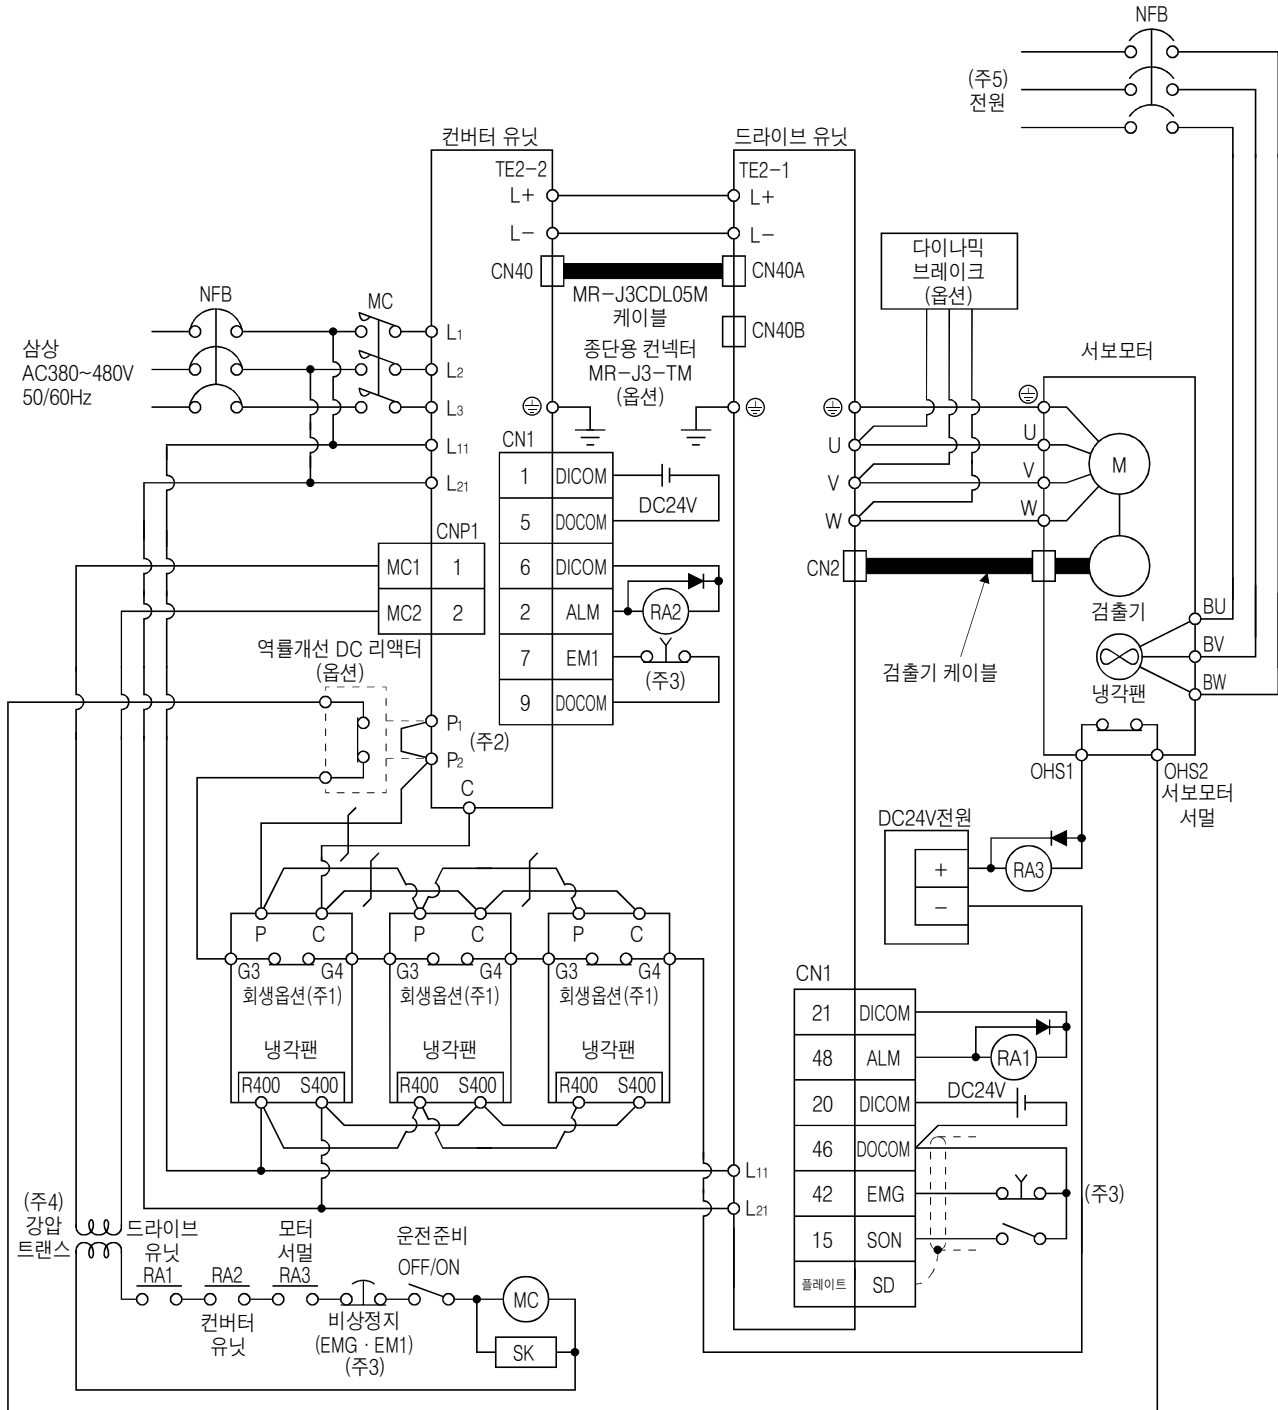 NFB
(주5)
전원
컨버터 유닛
드라이브 유닛
TE2-2
TE2-1
L+
L+
L-
L-
CN40
CN40A
MR-J3CDL05M
케이블
CN40B
종단용 컨넥터
MR-J3-TM
(옵션)
다이나믹
브레이크
(옵션)
NFB
MC
삼상
AC380~480V
50/60Hz
L1
L2
L3
L11
L21
서보모터
U
V
W
U
V
W
M
CN1
1 DICOM
5 DOCOM
6 DICOM
2 ALM
7 EM1
9 DOCOM
DC24V
RA2
(주3)
CNP1
MC1 1
MC2 2
CN2
검출기
검출기 케이블
BU
BV
BW
냉각팬
역률개선 DC 리액터
(옵션)
P1
(주2)
P2
C
OHS1
OHS2
서보모터
서멀
DC24V전원
+
-
RA3
P C
P C
P C
G3 G4
G3 G4
G3 G4
회생옵션(주1)
회생옵션(주1)
회생옵션(주1)
냉각팬
냉각팬
냉각팬
R400 S400
R400 S400
R400 S400
CN1
21 DICOM
48 ALM
20 DICOM
46 DOCOM
42 EMG
15 SON
플레이트 SD
RA1
DC24V
(주3)
L11
L21
(주4)
강압
트랜스
드라이브
유닛
RA1
RA2
컨버터
유닛
모터
서멀
RA3
비상정지
(EMG · EM1)
(주3)
운전준비
OFF/ON
MC
SK